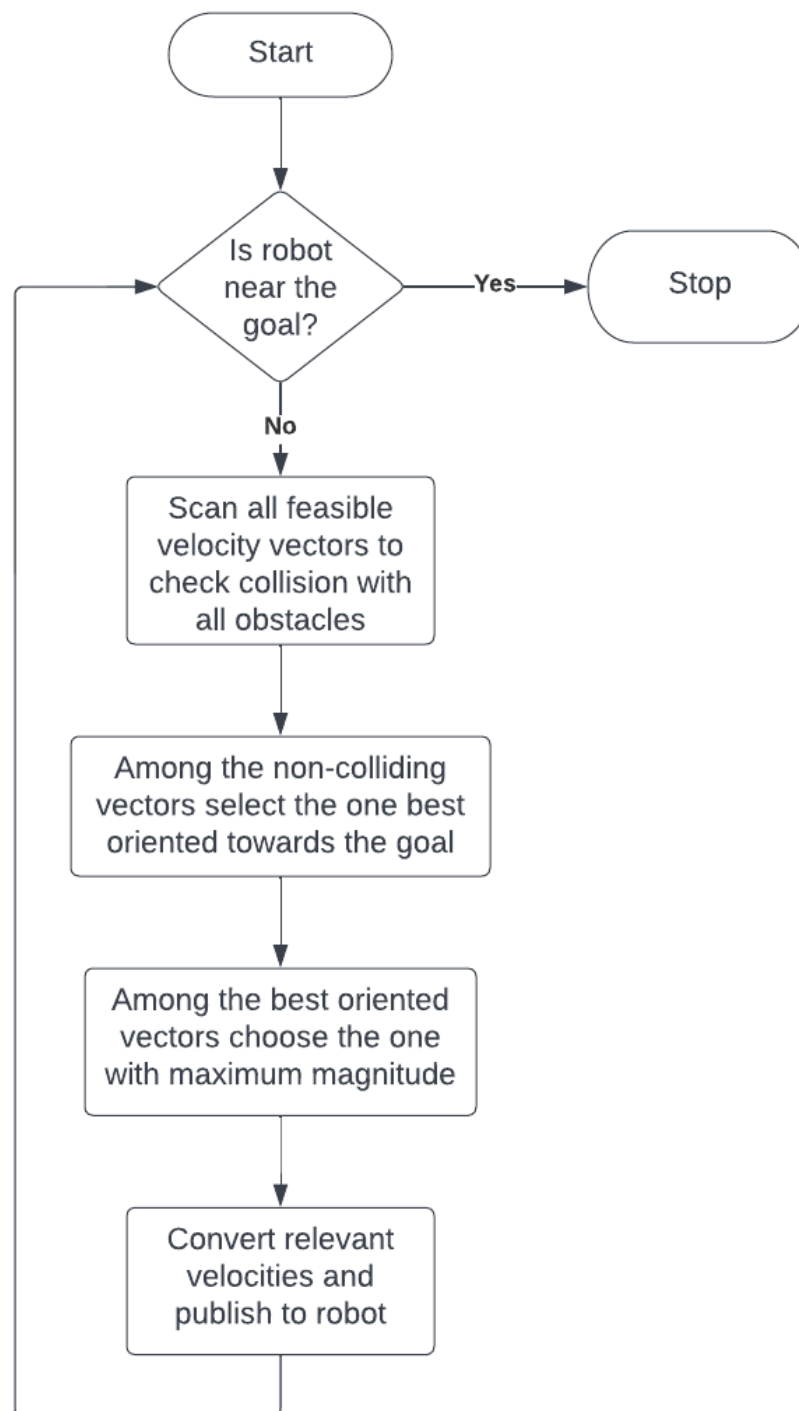 Start
Is robot
near the
goal?
Yes
Stop
No
Scan all feasible
velocity vectors to
check collision with
all obstacles
Among the non-colliding
vectors select the one best
oriented towards the goal
Among the best oriented
vectors choose the one
with maximum magnitude
Convert relevant
velocities and
publish to robot